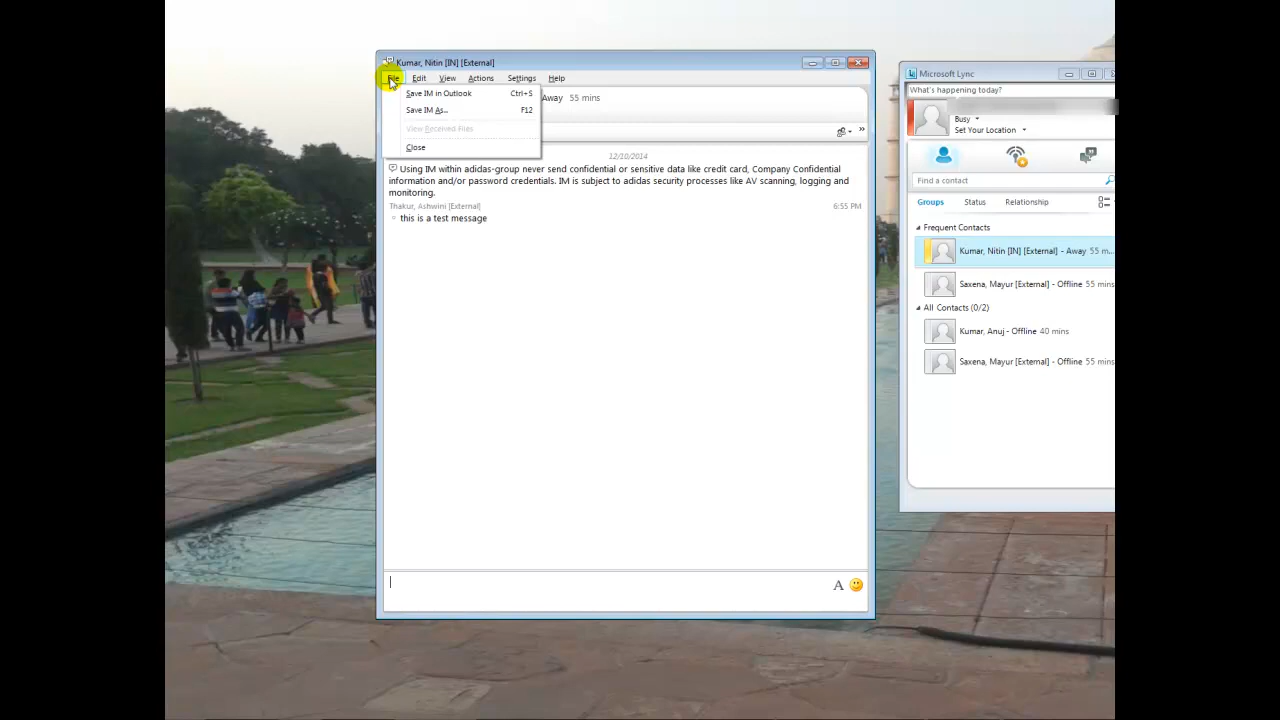 Kumar, Nitin [IN] [External]
File Edit View Actions Settings Help
Save IM in Outlook Ctrl+S
Save IM As... F12
View Received Files
Close
Away 55 mins
»
12/10/2014
Using IM within adidas-group never send confidential or sensitive data like credit card, Company Confidential
information and/or password credentials. IM is subject to adidas security processes like AV scanning, logging and
monitoring.
Thakur, Ashwini [External] 6:55 PM
this is a test message
A
Microsoft Lync
What's happening today?
Busy
Set Your Location
Find a contact
Groups Status Relationship
Frequent Contacts
Kumar, Nitin [IN] [External] - Away 55 m...
Saxena, Mayur [External] - Offline 55 mins
All Contacts (0/2)
Kumar, Anuj - Offline 40 mins
Saxena, Mayur [External] - Offline 55 mins